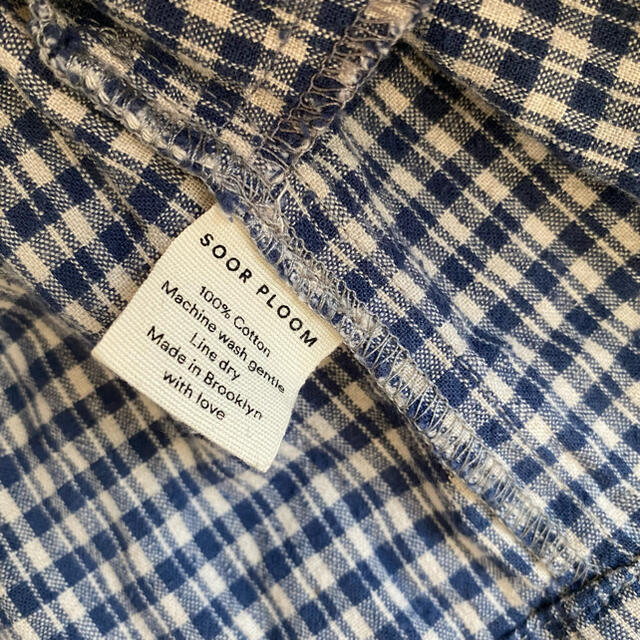 SOOR PLOOM
100% Cotton
Machine wash gentle
Line dry
Made in Brooklyn
with love